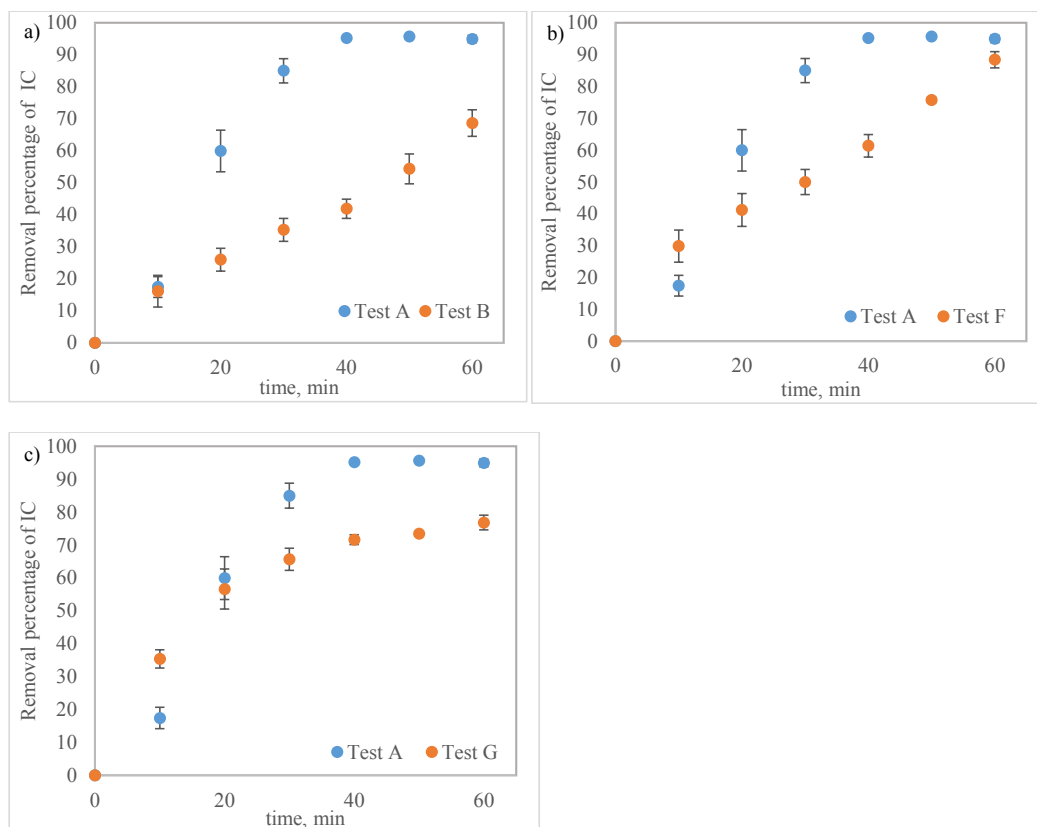 a)
Removal percentage of  IC
100
90
80
70
60
50
40
30
20
10
0
0 20 40 60
time, min
Test A Test B
b)
Removal percentage of IC
100
90
80
70
60
50
40
30
20
10
0
0 20 40 60
time, min
Test A Test F
c)
Removal percentage of IC
100
90
80
70
60
50
40
30
20
10
0
0 20 40 60
time, min
Test A Test G